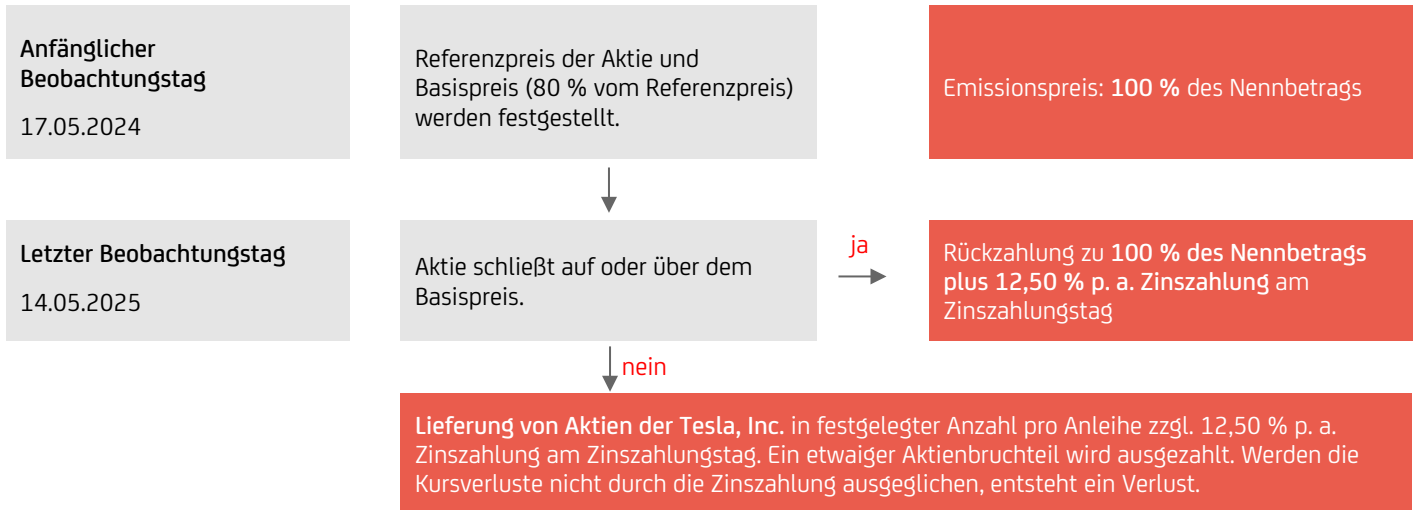 Anfänglicher
Beobachtungstag
17.05.2024
Referenzpreis der Aktie und
Basispreis (80 % vom Referenzpreis)
werden festgestellt.
Emissionspreis: 100 % des Nennbetrags
Letzter Beobachtungstag
14.05.2025
Aktie schließt auf oder über dem
Basispreis.
ja
Rückzahlung zu 100 % des Nennbetrags
plus 12,50 % p. a. Zinszahlung am
Zinszahlungstag
nein
Lieferung von Aktien der Tesla, Inc. in festgelegter Anzahl pro Anleihe zzgl. 12,50 % p. a.
Zinszahlung am Zinszahlungstag. Ein etwaiger Aktienbruchteil wird ausgezahlt. Werden die
Kursverluste nicht durch die Zinszahlung ausgeglichen, entsteht ein Verlust.